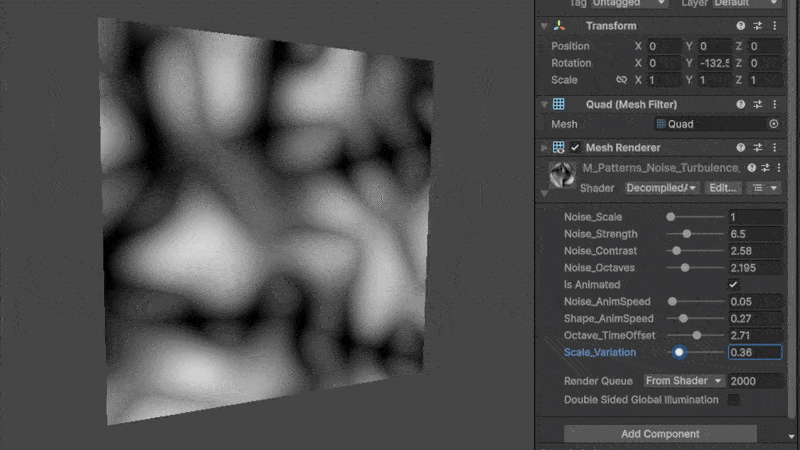 Tag Untagged Layer Default
Transform
Position X 0 Y 0 Z 0
Rotation X 0 Y -132.5 Z 0
Scale X 1 Y 1 Z 1
Quad (Mesh Filter)
Mesh Quad
Mesh Renderer
M_Patterns_Noise_Turbulence_
Shader Decompiled/ Edit...
Noise_Scale 1
Noise_Strength 6.5
Noise_Contrast 2.58
Noise_Octaves 2.195
Is Animated
Noise_AnimSpeed 0.05
Shape_AnimSpeed 0.27
Octave_TimeOffset 2.71
Scale_Variation 0.36
Render Queue From Shader 2000
Double Sided Global Illumination
Add Component